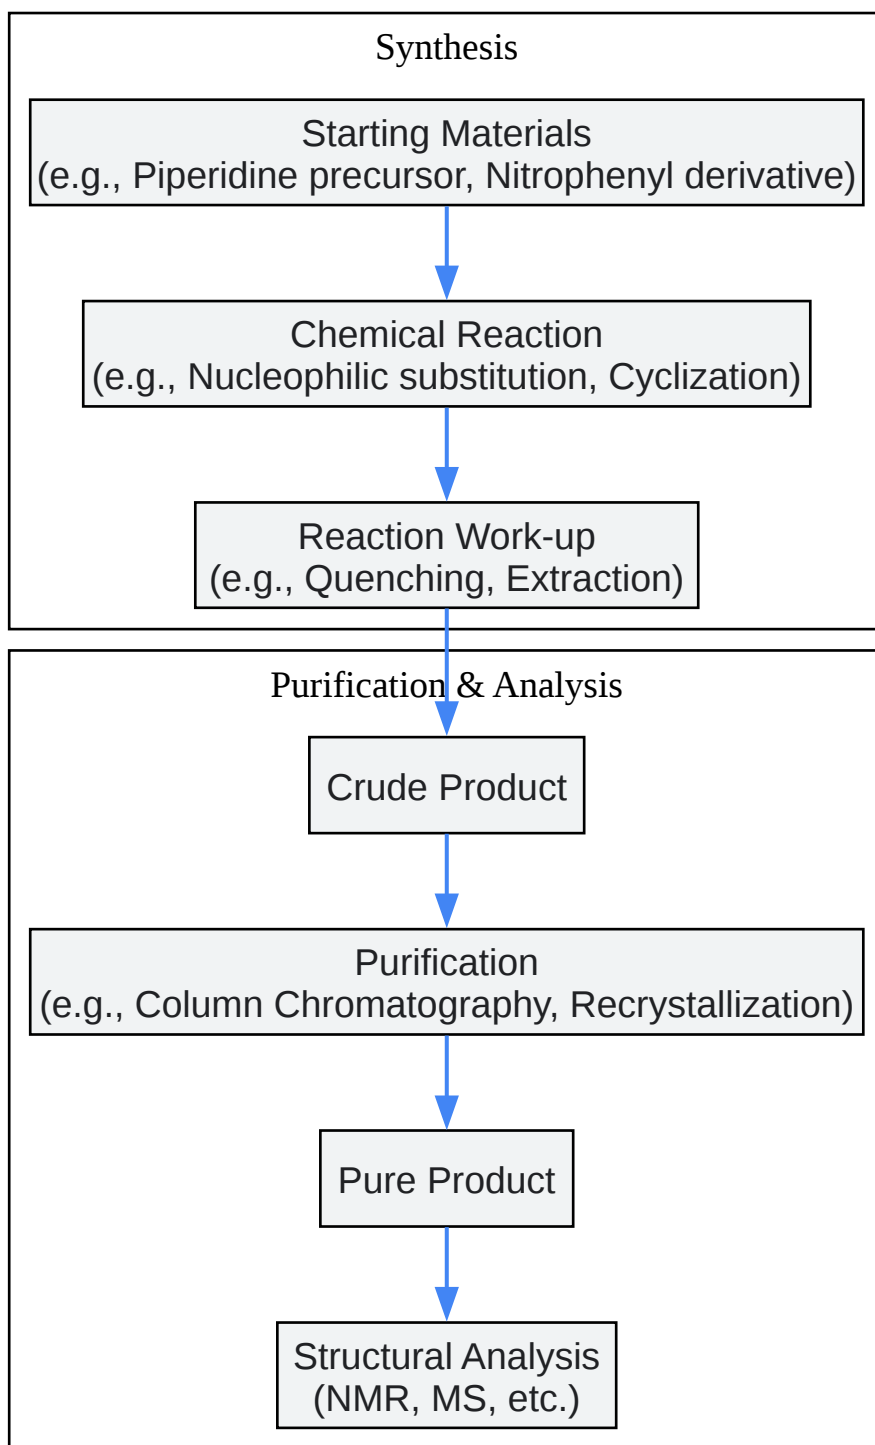 Synthesis
Starting Materials
(e.g., Piperidine precursor, Nitrophenyl derivative)
Chemical Reaction
(e.g., Nucleophilic substitution, Cyclization)
Reaction Work-up
(e.g., Quenching, Extraction)
Purification & Analysis
Crude Product
Purification
(e.g., Column Chromatography, Recrystallization)
Pure Product
Structural Analysis
(NMR, MS, etc.)